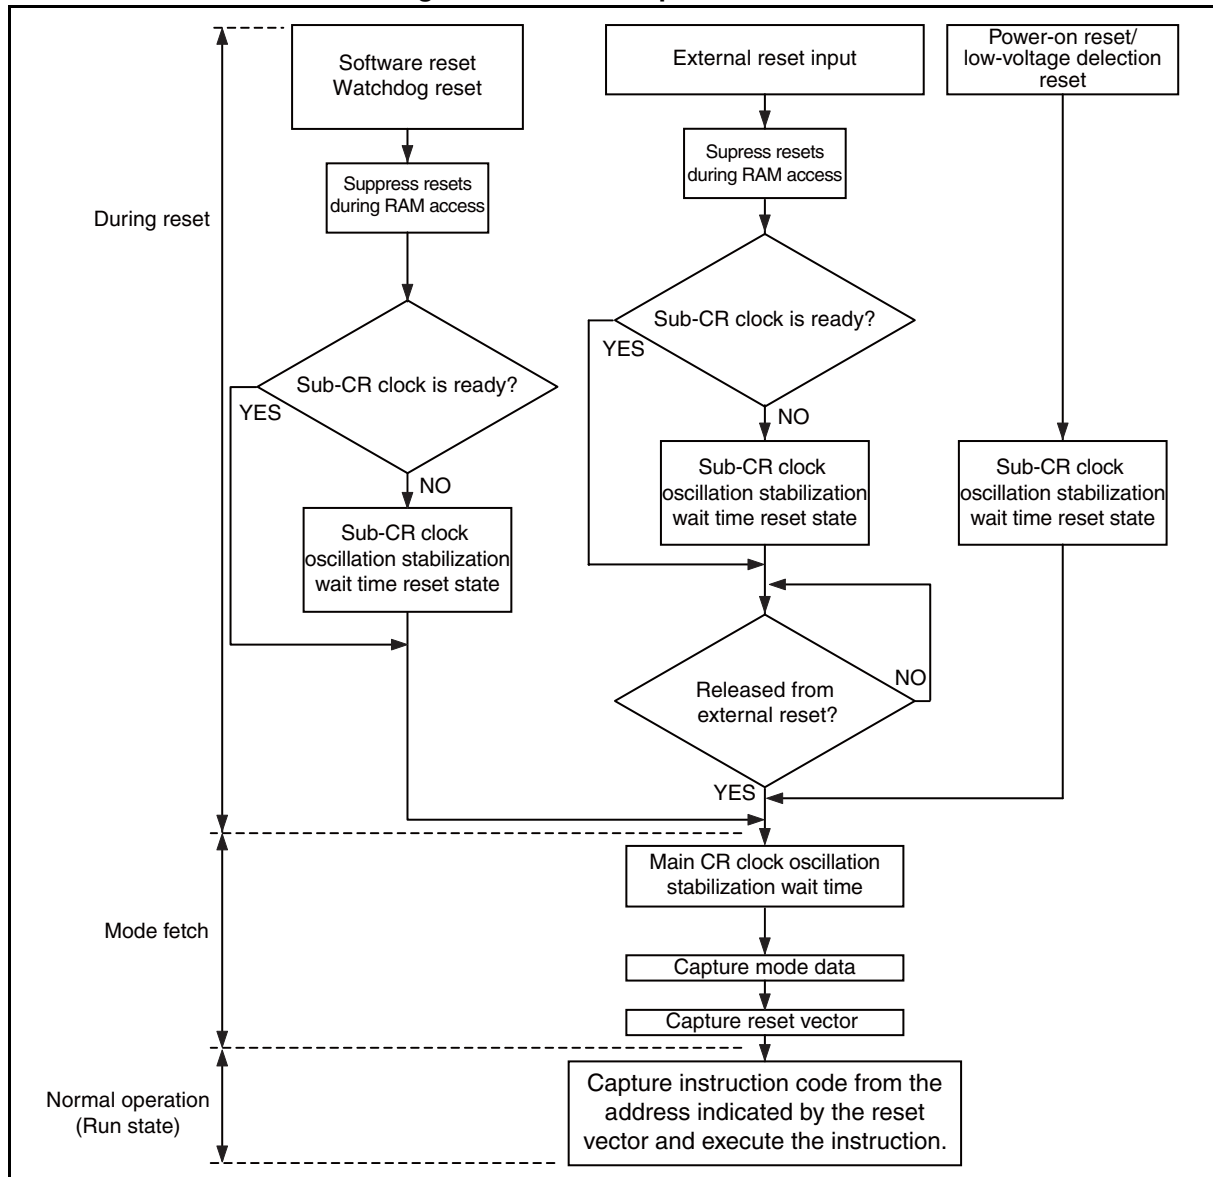 Software reset
Watchdog reset
External reset input
Power-on reset/
low-voltage delection
reset
Suppress resets
during RAM access
Supress resets
during RAM access
During reset
Sub-CR clock is ready?
YES
NO
Sub-CR clock is ready?
YES
NO
Sub-CR clock
oscillation stabilization
wait time reset state
Sub-CR clock
oscillation stabilization
wait time reset state
Sub-CR clock
oscillation stabilization
wait time reset state
Released from
external reset?
NO
YES
Main CR clock oscillation
stabilization wait time
Mode fetch
Capture mode data
Capture reset vector
Normal operation
(Run state)
Capture instruction code from the
address indicated by the reset
vector and execute the instruction.